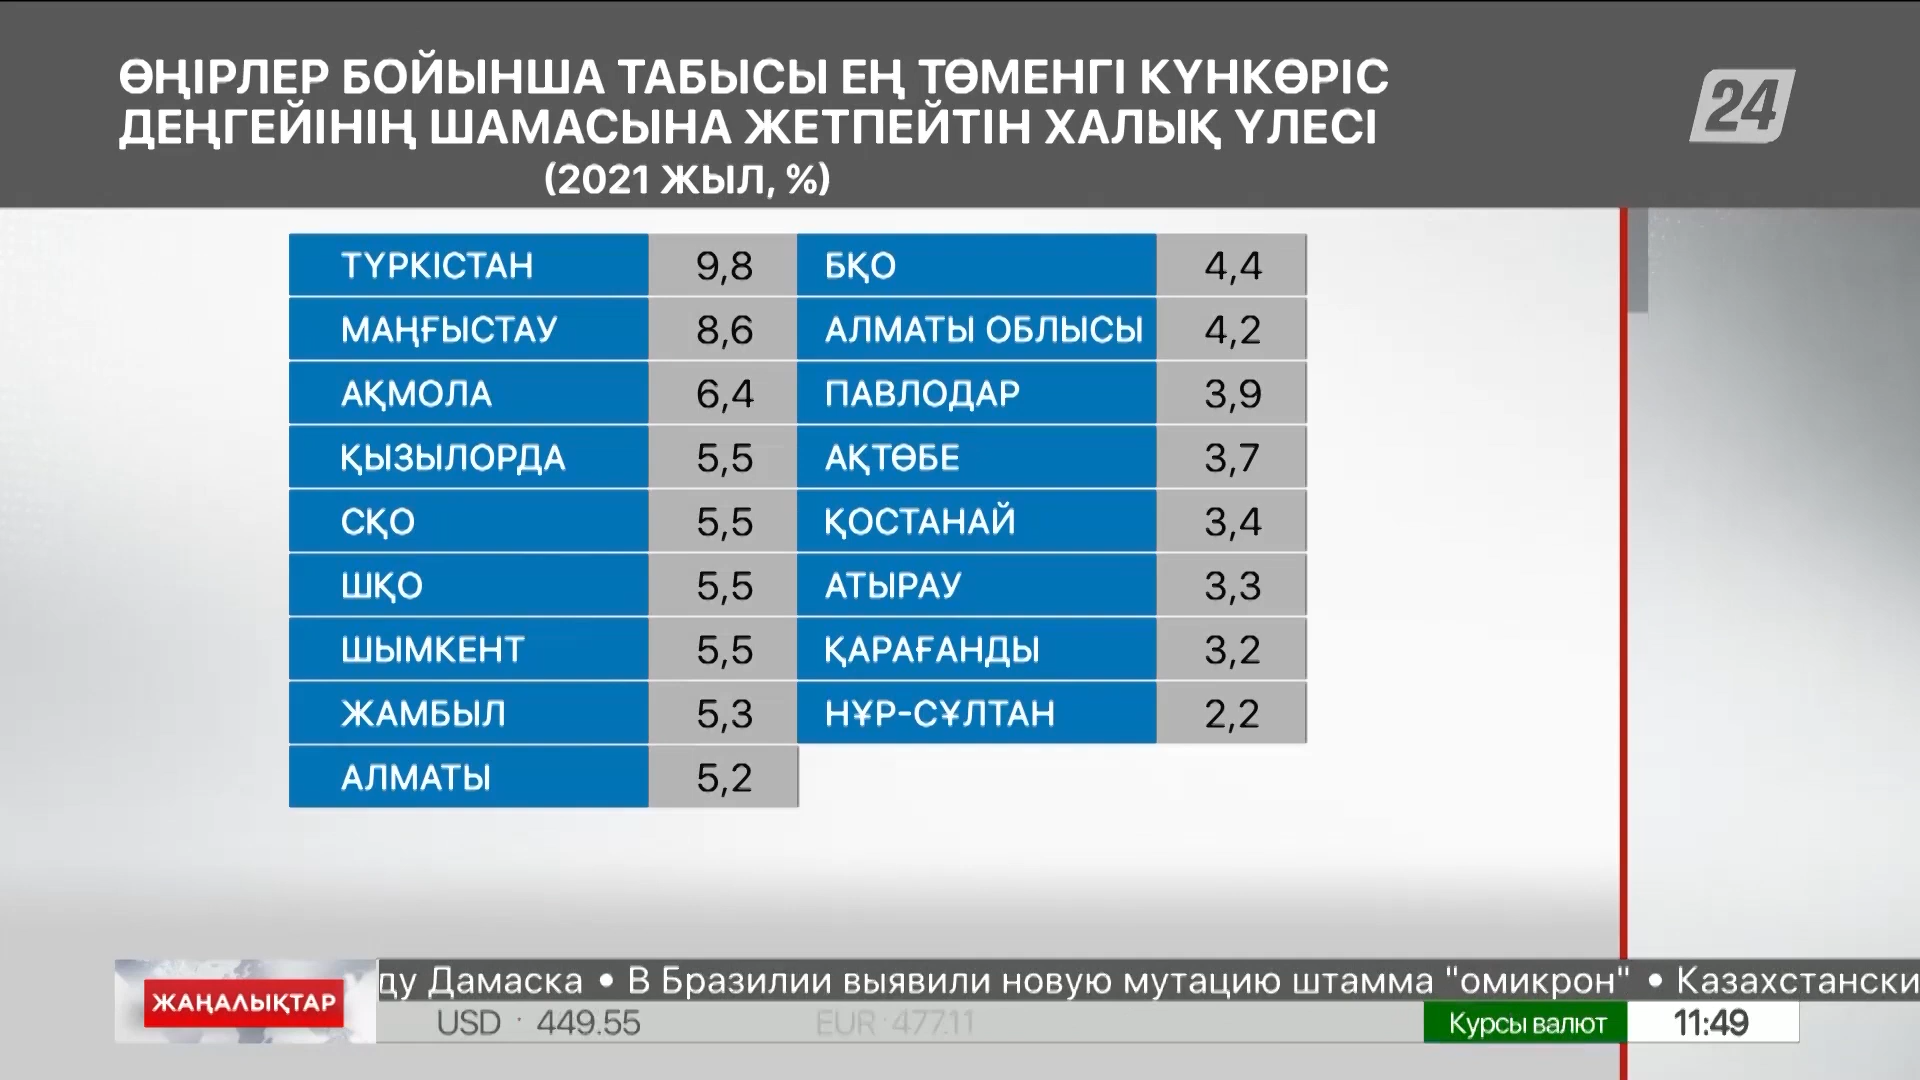 ӨҢІРЛЕР БОЙЫНША ТАБЫСЫ ЕҢ ТӨМЕНГІ КҮНКӨРІС
ДЕҢГЕЙІНІҢ ШАМАСЫНА ЖЕТПЕЙТІН ХАЛЫҚ ҮЛЕСІ
(2021 ЖЫЛ, %)
24
ТҮРКІСТАН 9,8 БҚО 4,4
МАҢҒЫСТАУ 8,6 АЛМАТЫ ОБЛЫСЫ 4,2
АҚМОЛА 6,4 ПАВЛОДАР 3,9
ҚЫЗЫЛОРДА 5,5 АҚТӨБЕ 3,7
СҚО 5,5 ҚОСТАНАЙ 3,4
ШҚО 5,5 АТЫРАУ 3,3
ШЫМКЕНТ 5,5 ҚАРАҒАНДЫ 3,2
ЖАМБЫЛ 5,3 НҰР-СҰЛТАН 2,2
АЛМАТЫ 5,2
ЖАҢАЛЫҚТАР
ду Дамаска • В Бразилии выявили новую мутацию штамма "омикрон" • Казахстански
USD · 449.55 EUR · 477.11 Курсы валют 11:49